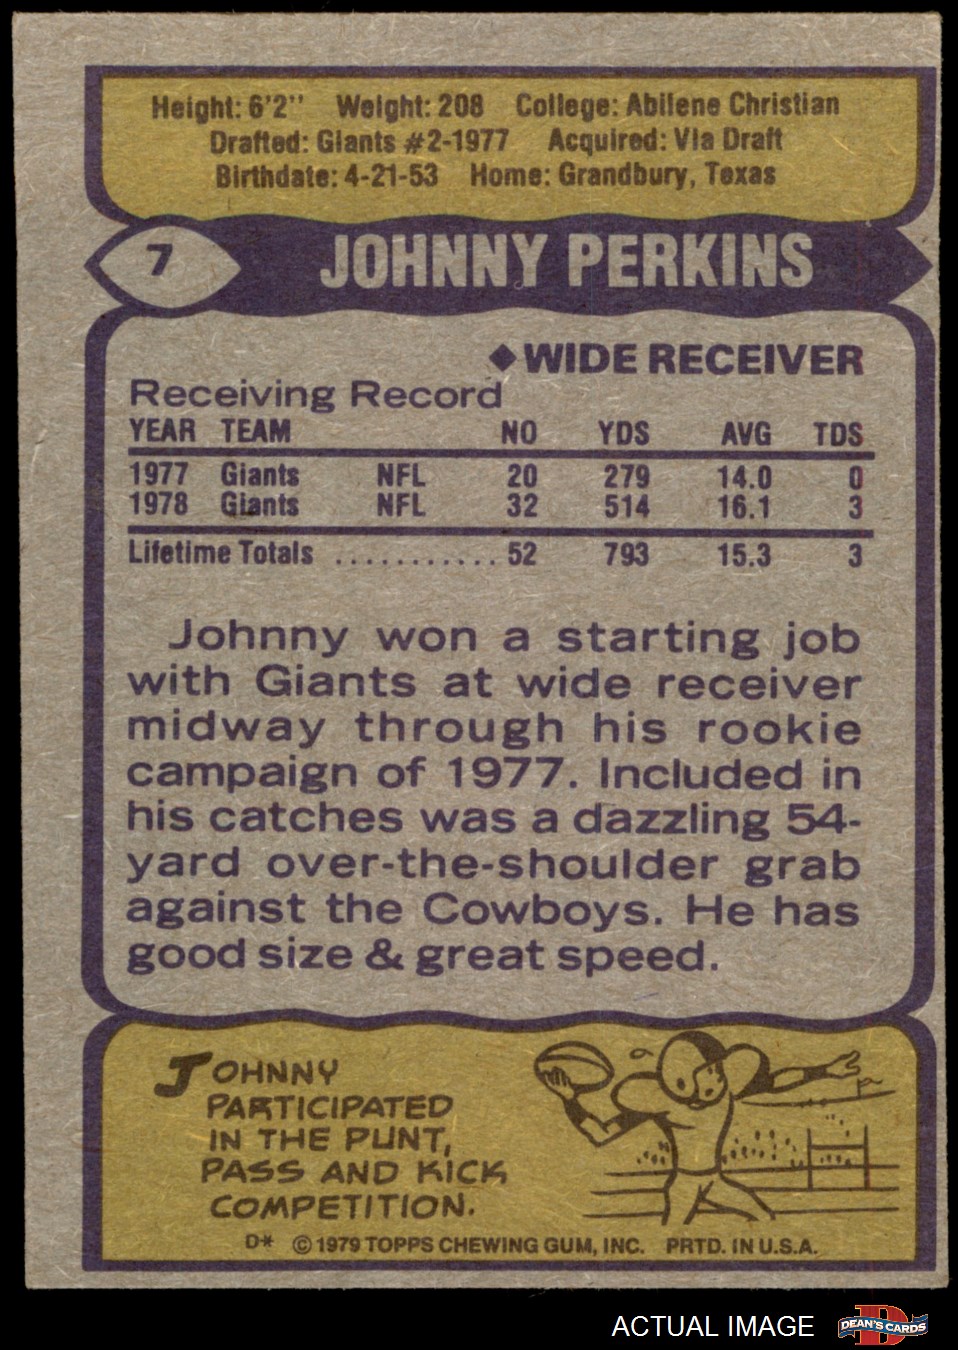 Height: 6'2" Weight: 208 College: Abilene Christian
Drafted: Giants #2-1977 Acquired: Via Draft
Birthdate: 4-21-53 Home: Grandbury, Texas
7 JOHNNY PERKINS
◆WIDE RECEIVER
Receiving Record
YEAR TEAM NO YDS AVG TDS
1977 Giants NFL 20 279 14.0 0
1978 Giants NFL 32 514 16.1 3
Lifetime Totals ........... 52 793 15.3 3
Johnny won a starting job
with Giants at wide receiver
midway through his rookie
campaign of 1977. Included in
his catches was a dazzling 54-
yard over-the-shoulder grab
against the Cowboys. He has
good size & great speed.
JOHNNY
PARTICIPATED
IN THE PUNT,
PASS AND KICK
COMPETITION.
D* © 1979 TOPPS CHEWING GUM, INC. PRTD. IN U.S.A.
ACTUAL IMAGE
D
DEAN'S CARDS